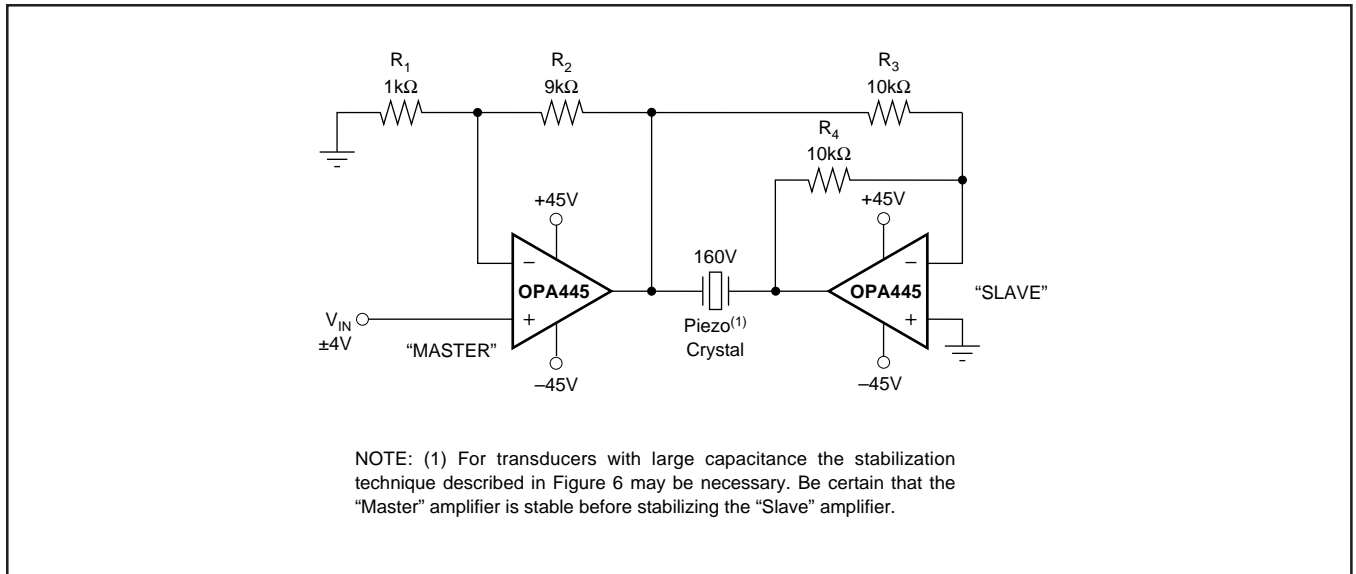 R1
1kΩ
R2
9kΩ
R3
10kΩ
R4
10kΩ
+45V
+45V
160V
–
OPA445
+
–
OPA445
+
"SLAVE"
VIN
±4V
"MASTER"
Piezo(1)
Crystal
–45V
–45V
NOTE: (1) For transducers with large capacitance the stabilization
technique described in Figure 6 may be necessary. Be certain that the
“Master” amplifier is stable before stabilizing the “Slave” amplifier.